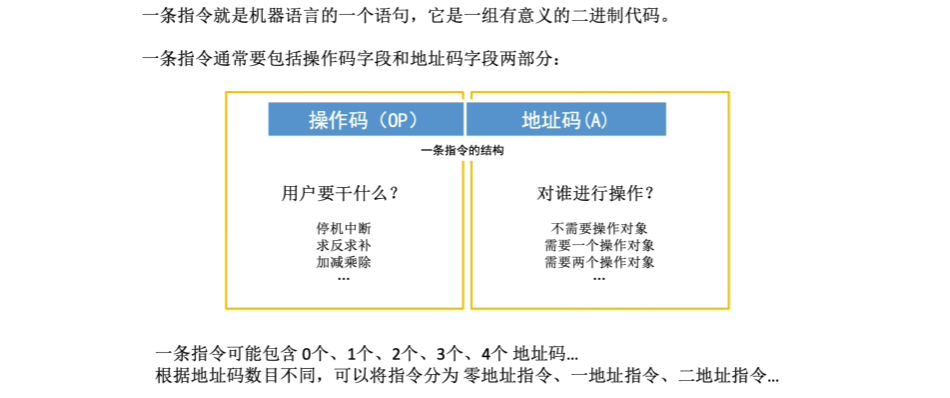 一条指令就是机器语言的一个语句，它是一组有意义的二进制代码。
一条指令通常要包括操作码字段和地址码字段两部分：
操作码（OP） 地址码(A)
一条指令的结构
用户要干什么？ 对谁进行操作？
停机中断 不需要操作对象
求反求补 需要一个操作对象
加减乘除 需要两个操作对象
... ...
一条指令可能包含 0个、1个、2个、3个、4个 地址码...
根据地址码数目不同，可以将指令分为 零地址指令、一地址指令、二地址指令...